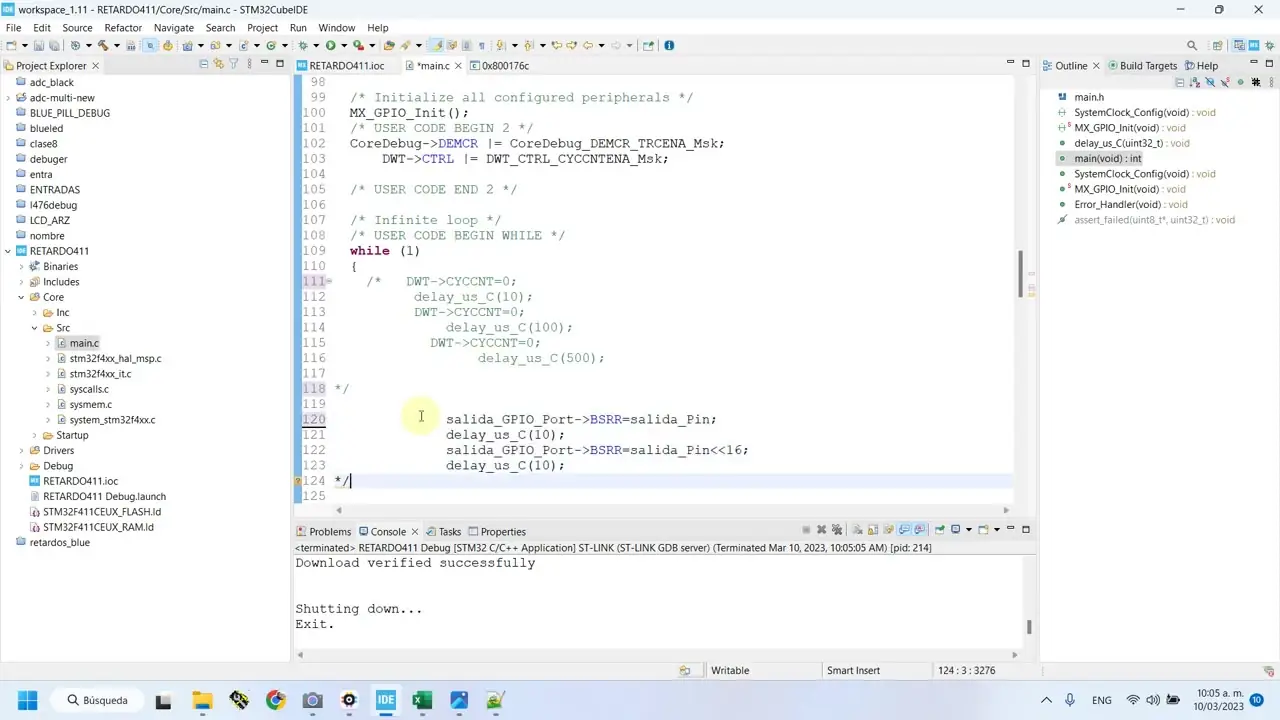 workspace_1.11 - RETARDO411/Core/Src/main.c - STM32CubeIDE
File Edit Source Refactor Navigate Search Project Run Window Help
Project Explorer
adc_black
adc-multi-new
BLUE_PILL_DEBUG
blueled
clase8
debuger
entra
ENTRADAS
l476debug
LCD_ARZ
nombre
RETARDO411
Binaries
Includes
Core
Inc
Src
main.c
stm32f4xx_hal_msp.c
stm32f4xx_it.c
syscalls.c
sysmem.c
system_stm32f4xx.c
Startup
Drivers
Debug
RETARDO411.ioc
RETARDO411 Debug.launch
STM32F411CEUX_FLASH.ld
STM32F411CEUX_RAM.ld
retardos_blue
RETARDO411.ioc *main.c 0x800176c
98
99 /* Initialize all configured peripherals */
100 MX_GPIO_Init();
101 /* USER CODE BEGIN 2 */
102 CoreDebug->DEMCR |= CoreDebug_DEMCR_TRCENA_Msk;
103 DWT->CTRL |= DWT_CTRL_CYCCNTENA_Msk;
104
105 /* USER CODE END 2 */
106
107 /* Infinite loop */
108 /* USER CODE BEGIN WHILE */
109 while (1)
110 {
111 /* DWT->CYCCNT=0;
112 delay_us_C(10);
113 DWT->CYCCNT=0;
114 delay_us_C(100);
115 DWT->CYCCNT=0;
116 delay_us_C(500);
117
118 */
119
120 salida_GPIO_Port->BSRR=salida_Pin;
121 delay_us_C(10);
122 salida_GPIO_Port->BSRR=salida_Pin<<16;
123 delay_us_C(10);
124 */
125
Outline Build Targets Help
main.h
SystemClock_Config(void) : void
MX_GPIO_Init(void) : void
delay_us_C(uint32_t) : void
main(void) : int
SystemClock_Config(void) : void
MX_GPIO_Init(void) : void
Error_Handler(void) : void
assert_failed(uint8_t*, uint32_t) : void
Problems Console Tasks Properties
<terminated> RETARDO411 Debug [STM32 C/C++ Application] ST-LINK (ST-LINK GDB server) (Terminated Mar 10, 2023, 10:05:05 AM) [pid: 214]
Download verified successfully
Shutting down...
Exit.
Writable Smart Insert 124 : 3 : 3276
Búsqueda
IDE
ENG
10:05 a. m.
10/03/2023
10